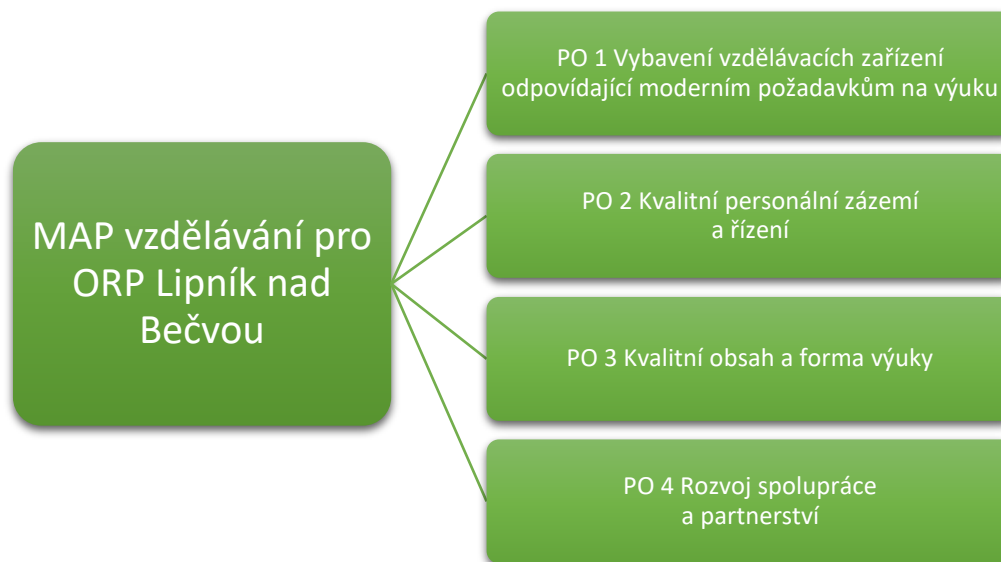 MAP vzdělávání pro
ORP Lipník nad
Bečvou
PO 1 Vybavení vzdělávacích zařízení
odpovídající moderním požadavkům na výuku
PO 2 Kvalitní personální zázemí
a řízení
PO 3 Kvalitní obsah a forma výuky
PO 4 Rozvoj spolupráce
a partnerství